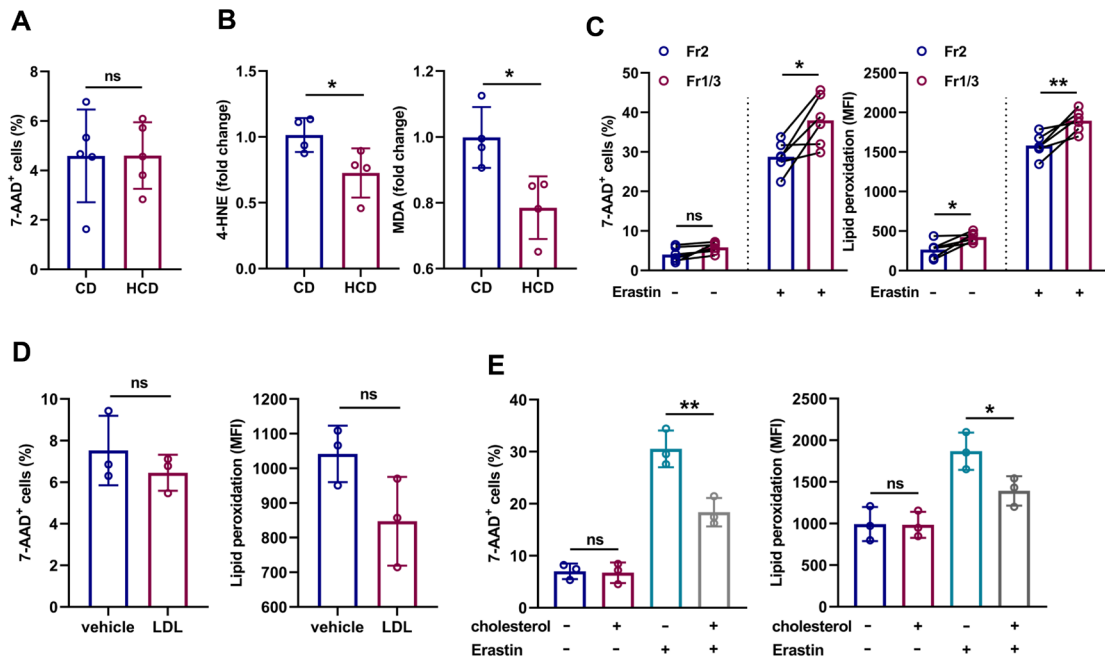 A
ns
7-AAD+ cells (%)
8
6
4
2
0
CD HCD
B
*
4-HNE (fold change)
1.5
1.0
0.5
0.0
CD HCD
*
MDA (fold change)
1.2
1.0
0.8
0.6
CD HCD
C
Fr2
Fr1/3
7-AAD+ cells (%)
50
40
30
20
10
0
ns
*
Erastin − − + +
Fr2
Fr1/3
Lipid peroxidation (MFI)
2500
2000
1500
1000
500
0
*
**
Erastin − − + +
D
ns
7-AAD+ cells (%)
10
8
6
4
2
0
vehicle LDL
ns
Lipid peroxidation (MFI)
1200
1100
1000
900
800
700
600
vehicle LDL
E
7-AAD+ cells (%)
40
30
20
10
0
ns
**
cholesterol − + − +
Erastin − − + +
Lipid peroxidation (MFI)
2500
2000
1500
1000
500
0
ns
*
cholesterol − + − +
Erastin − − + +